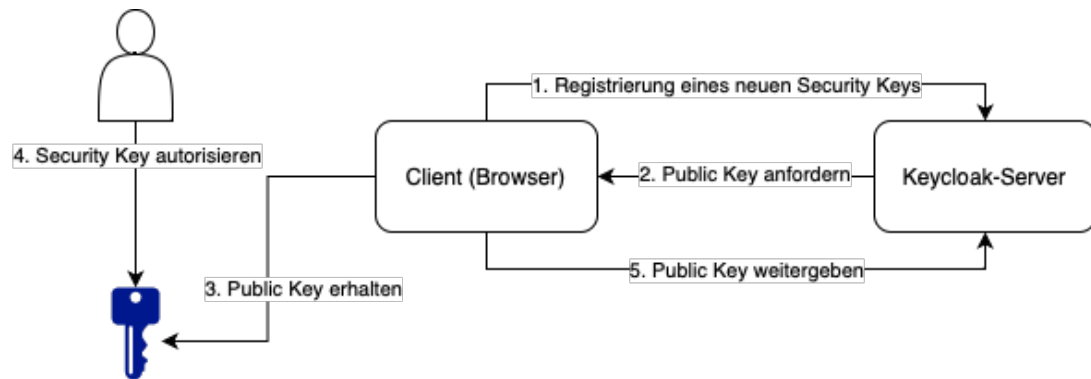 1. Registrierung eines neuen Security Keys
4. Security Key autorisieren
Client (Browser)
2. Public Key anfordern
Keycloak-Server
5. Public Key weitergeben
3. Public Key erhalten